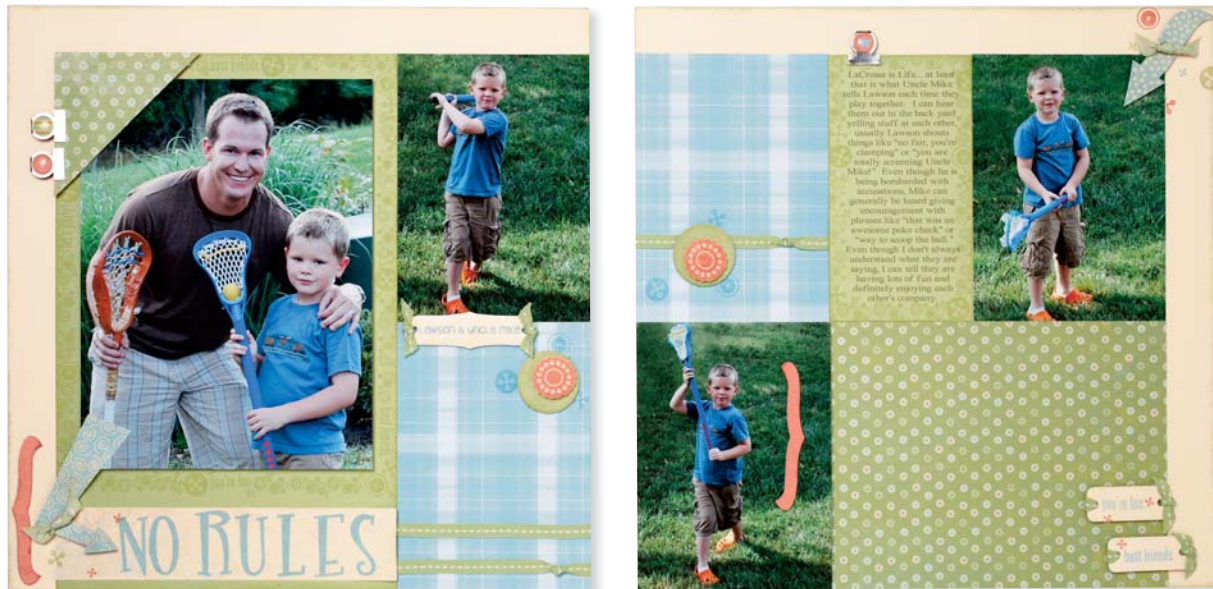 LAWSON & UNCLE MIKE
NO RULES
LaCrosse is Life...at least
that is what Uncle Mike
tells Lawson each time they
play together. I can hear
them out in the back yard
yelling stuff at each other,
usually Lawson shouts
things like "no fair, you're
clamping" or "you are
totally screening Uncle
Mike!" Even though he is
being bombarded with
accusations, Mike can
generally be heard giving
encouragement with
phrases like "that was an
awesome poke check" or
"way to scoop the ball."
Even though I don't always
understand what they are
saying, I can tell they are
having lots of fun and
definitely enjoying each
other's company.
you're fun
best friends